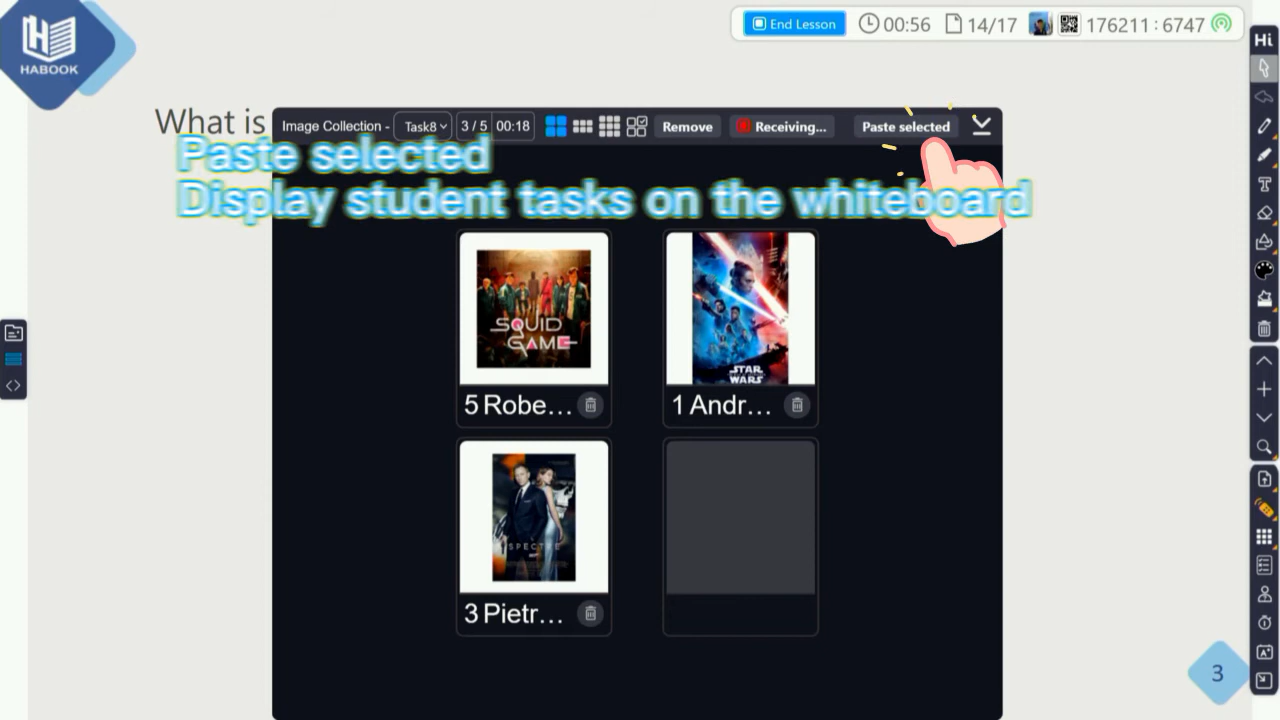 HABOOK
End Lesson
00:56
14/17
176211 : 6747
Hi
What is
Image Collection -
Task8
3 / 5
00:18
Remove
Receiving...
Paste selected
Paste selected
Display student tasks on the whiteboard
SQUID
GAME
STAR
WARS
5 Robe...
1 Andr...
SPECTRE
3 Pietr...
3